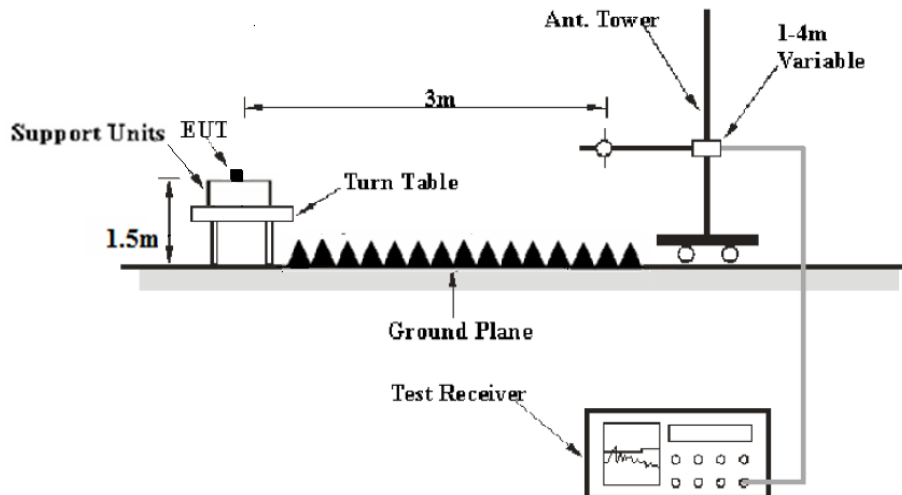 Ant. Tower
1-4m
Variable
3m
Support Units
EUT
Turn Table
1.5m
Ground Plane
Test Receiver